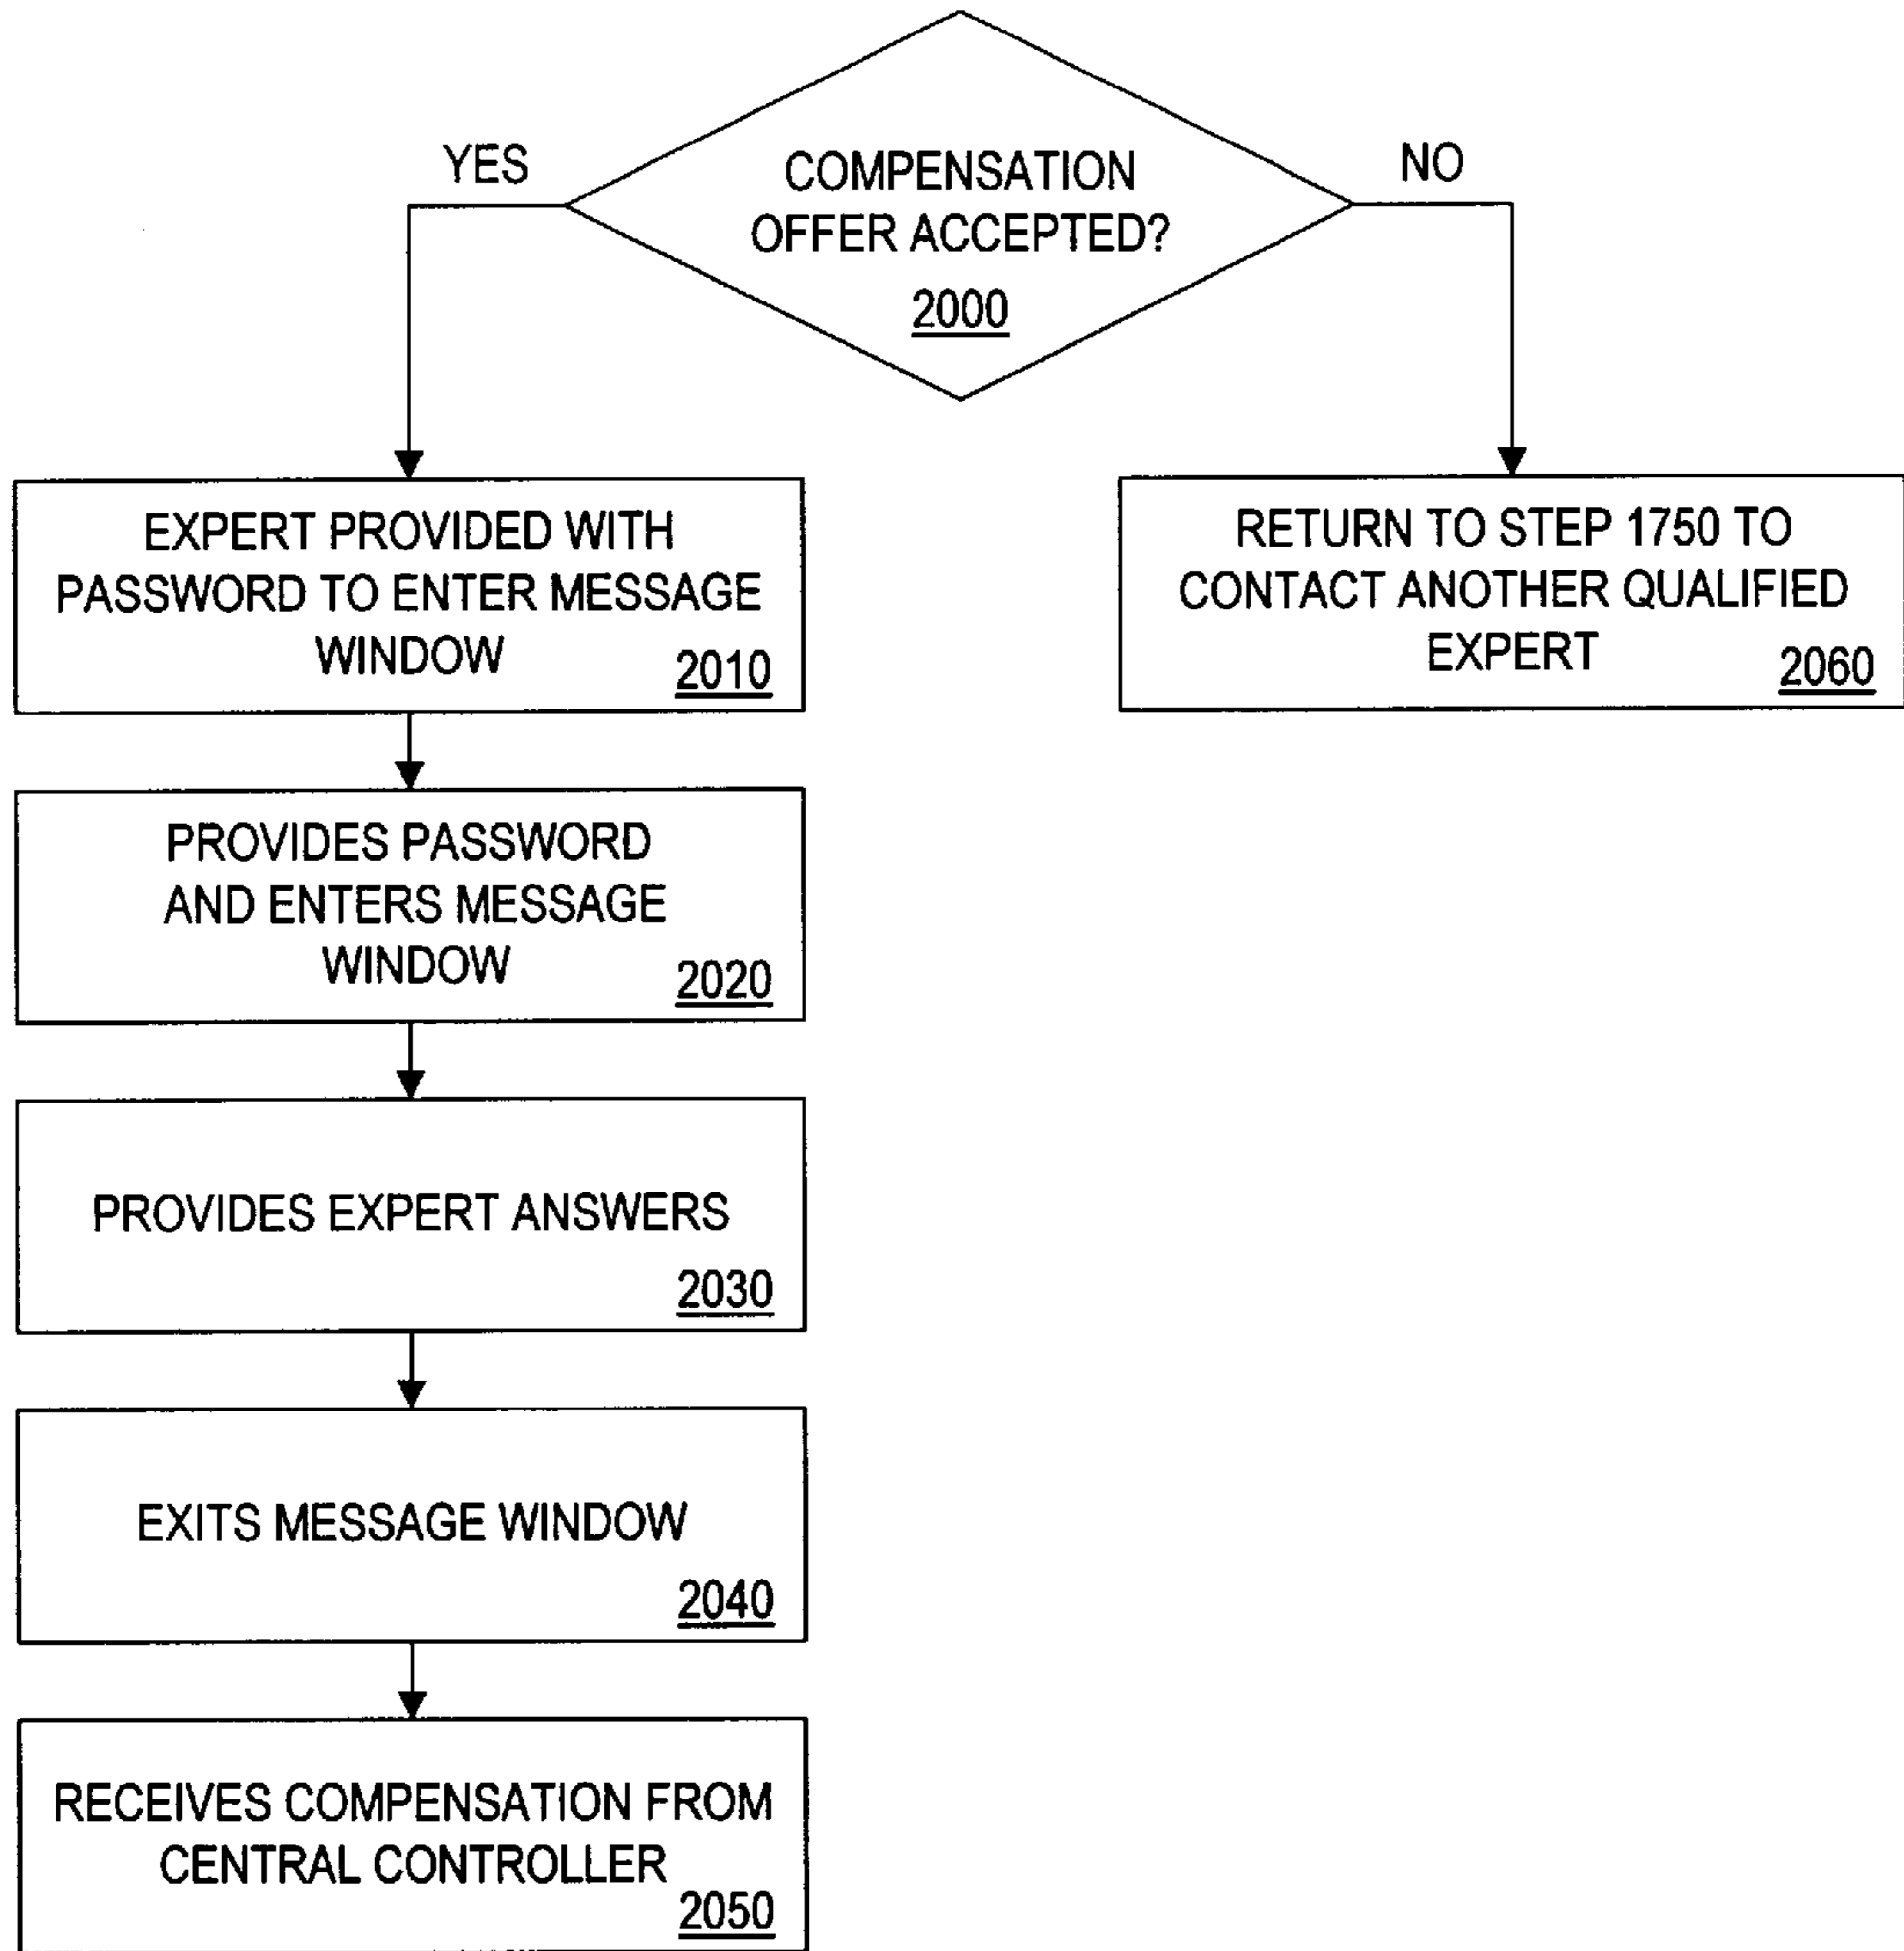 YES
COMPENSATION
OFFER ACCEPTED?
2000
NO
EXPERT PROVIDED WITH
PASSWORD TO ENTER MESSAGE
WINDOW
2010
RETURN TO STEP 1750 TO
CONTACT ANOTHER QUALIFIED
EXPERT
2060
PROVIDES PASSWORD
AND ENTERS MESSAGE
WINDOW
2020
PROVIDES EXPERT ANSWERS
2030
EXITS MESSAGE WINDOW
2040
RECEIVES COMPENSATION FROM
CENTRAL CONTROLLER
2050